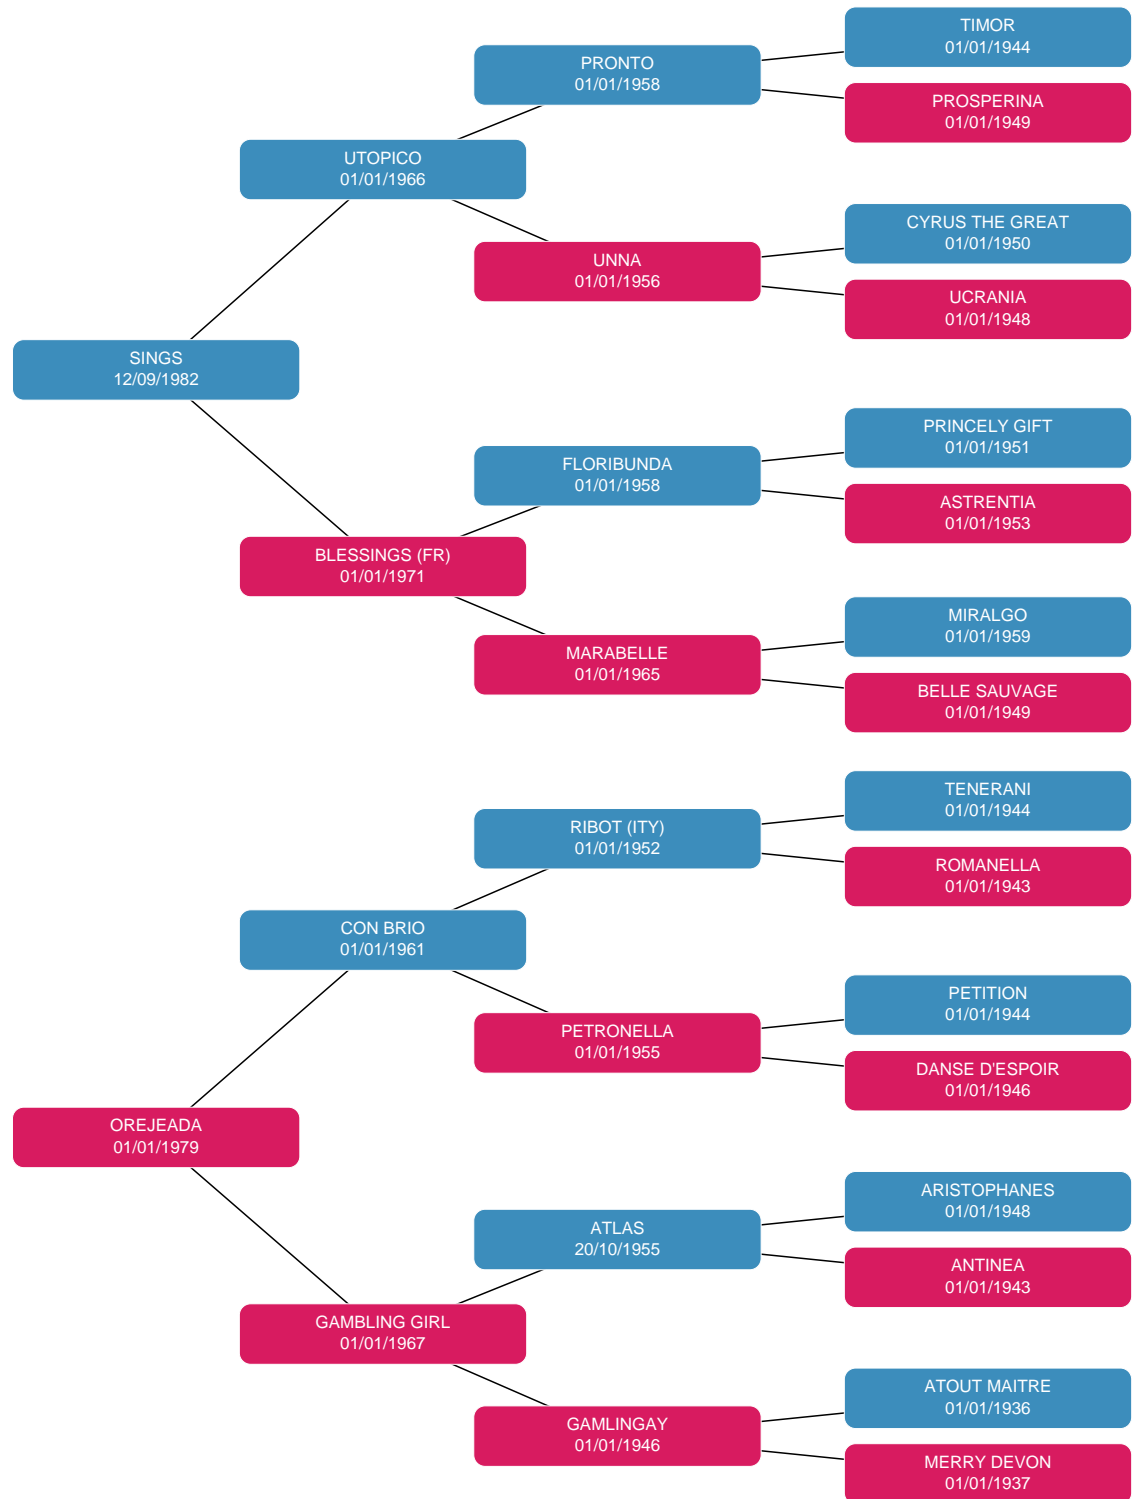 TIMOR
01/01/1944
PRONTO
01/01/1958
PROSPERINA
01/01/1949
UTOPICO
01/01/1966
CYRUS THE GREAT
01/01/1950
UNNA
01/01/1956
UCRANIA
01/01/1948
SINGS
12/09/1982
PRINCELY GIFT
01/01/1951
FLORIBUNDA
01/01/1958
ASTRENTIA
01/01/1953
BLESSINGS (FR)
01/01/1971
MIRALGO
01/01/1959
MARABELLE
01/01/1965
BELLE SAUVAGE
01/01/1949
TENERANI
01/01/1944
RIBOT (ITY)
01/01/1952
ROMANELLA
01/01/1943
CON BRIO
01/01/1961
PETITION
01/01/1944
PETRONELLA
01/01/1955
DANSE D'ESPOIR
01/01/1946
OREJEADA
01/01/1979
ARISTOPHANES
01/01/1948
ATLAS
20/10/1955
ANTINEA
01/01/1943
GAMBLING GIRL
01/01/1967
ATOUT MAITRE
01/01/1936
GAMLINGAY
01/01/1946
MERRY DEVON
01/01/1937